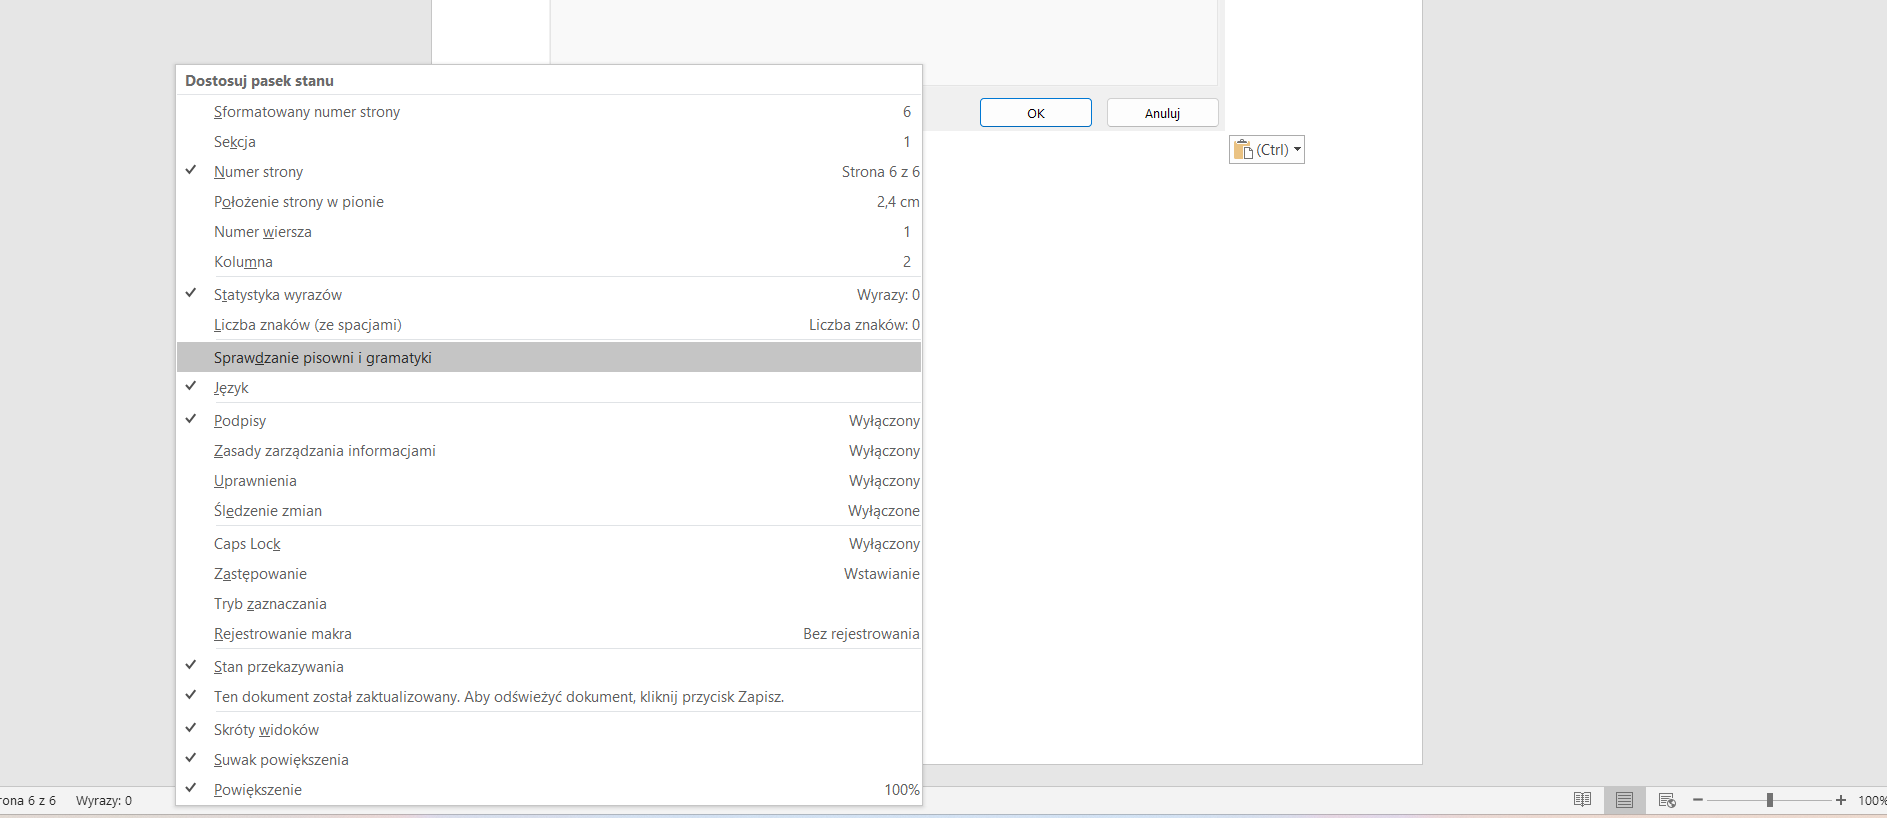 Dostosuj pasek stanu
Sformatowany numer strony 6
Sekcja 1
Numer strony Strona 6 z 6
Położenie strony w pionie 2,4 cm
Numer wiersza 1
Kolumna 2
Statystyka wyrazów Wyrazy: 0
Liczba znaków (ze spacjami) Liczba znaków: 0
Sprawdzanie pisowni i gramatyki
Język
Podpisy Wyłączony
Zasady zarządzania informacjami Wyłączony
Uprawnienia Wyłączony
Śledzenie zmian Wyłączone
Caps Lock Wyłączony
Zastępowanie Wstawianie
Tryb zaznaczania
Rejestrowanie makra Bez rejestrowania
Stan przekazywania
Ten dokument został zaktualizowany. Aby odświeżyć dokument, kliknij przycisk Zapisz.
Skróty widoków
Suwak powiększenia
Powiększenie 100%
OK Anuluj
(Ctrl)
rona 6 z 6 Wyrazy: 0
100%